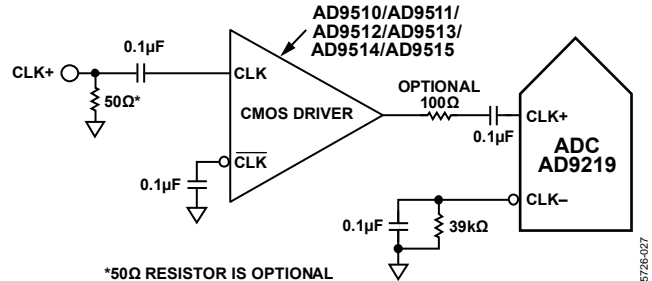 AD9510/AD9511/
AD9512/AD9513/
AD9514/AD9515
0.1µF
CLK+
CLK
50Ω*
CMOS DRIVER
CLK
0.1µF
OPTIONAL
100Ω
0.1µF
CLK+
ADC
AD9219
CLK–
0.1µF
39kΩ
*50Ω RESISTOR IS OPTIONAL
5726-027